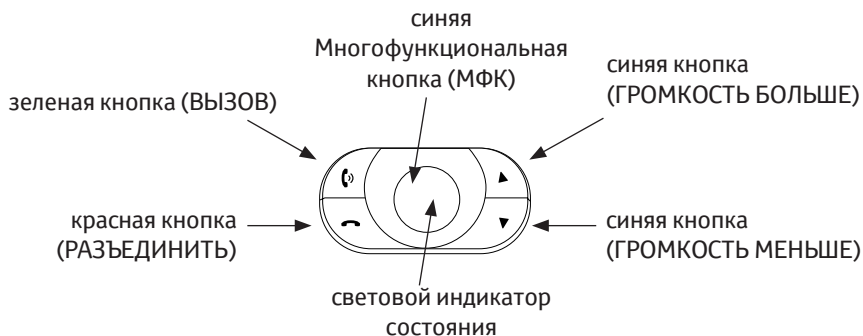 синяя
Многофункциональная
кнопка (МФК)
синяя кнопка
(ГРОМКОСТЬ БОЛЬШЕ)
зеленая кнопка (ВЫЗОВ)
красная кнопка
(РАЗЪЕДИНИТЬ)
синяя кнопка
(ГРОМКОСТЬ МЕНЬШЕ)
световой индикатор
состояния